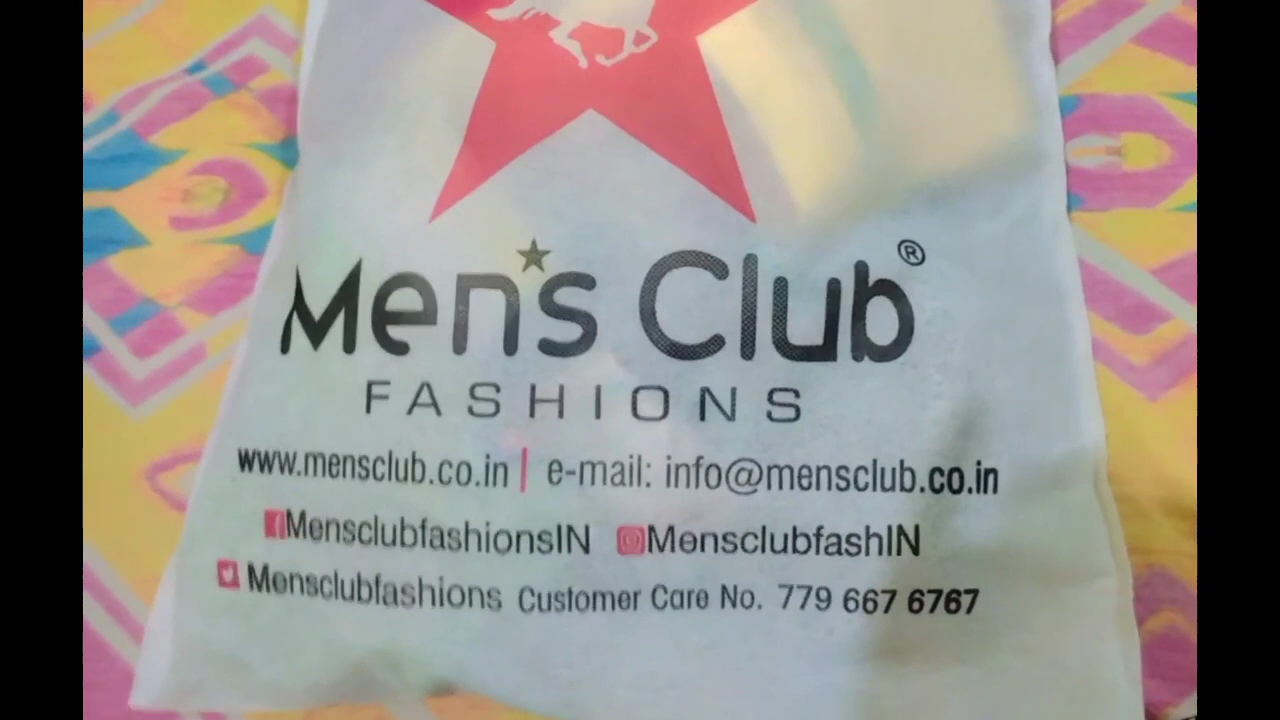 Men's Club ®
FASHIONS
www.mensclub.co.in | e-mail: info@mensclub.co.in
MensclubfashionsIN MensclubfashIN
Mensclubfashions Customer Care No. 779 667 6767